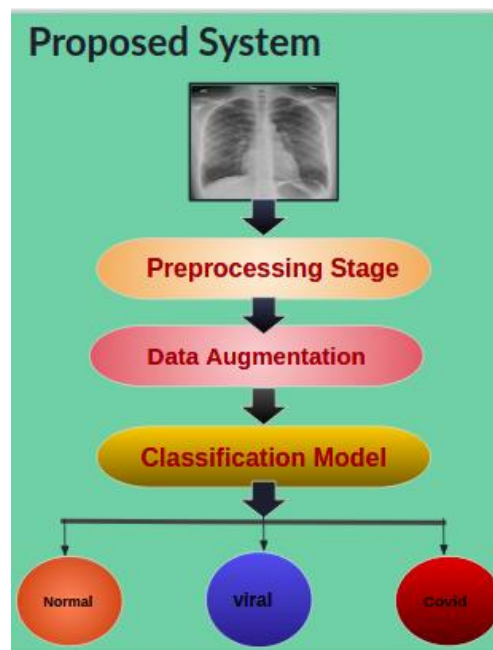 Proposed System
Preprocessing Stage
Data Augmentation
Classification Model
Normal
viral
Covid